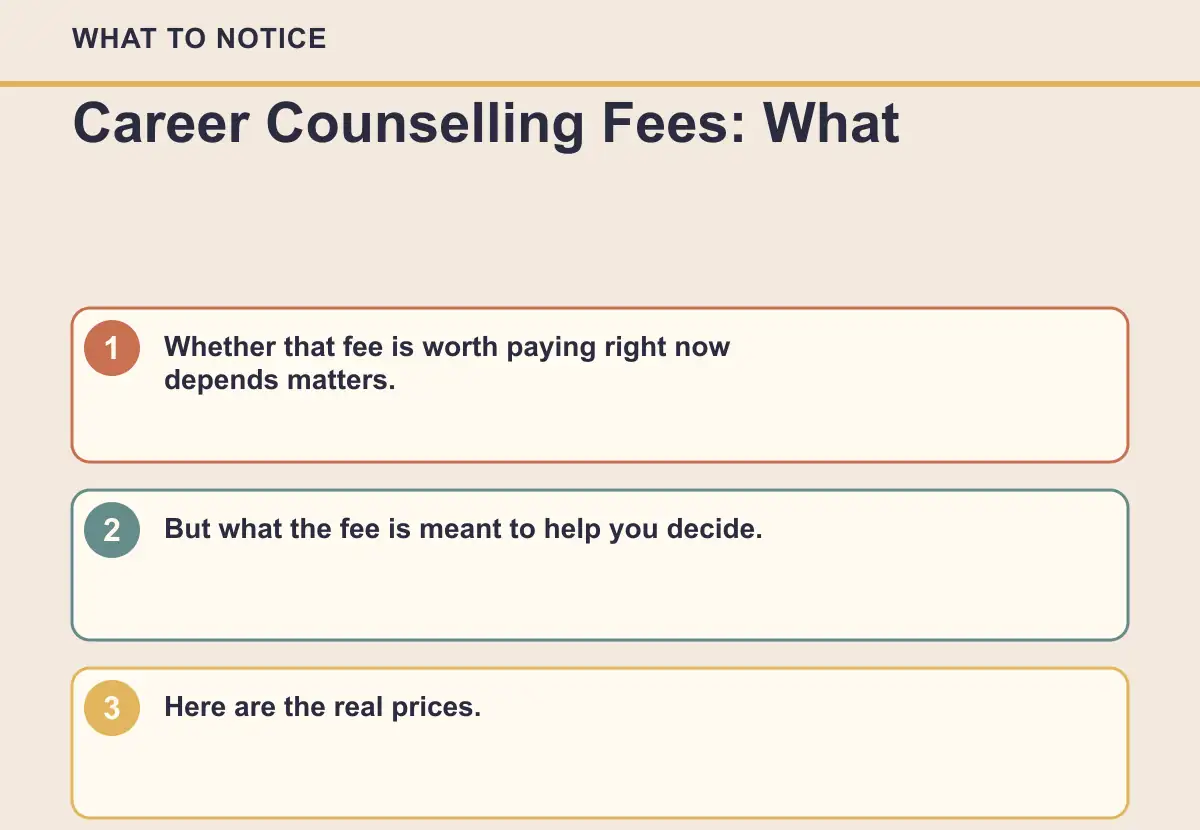 WHAT TO NOTICE
Career Counselling Fees: What
1
Whether that fee is worth paying right now
depends matters.
2
But what the fee is meant to help you decide.
3
Here are the real prices.